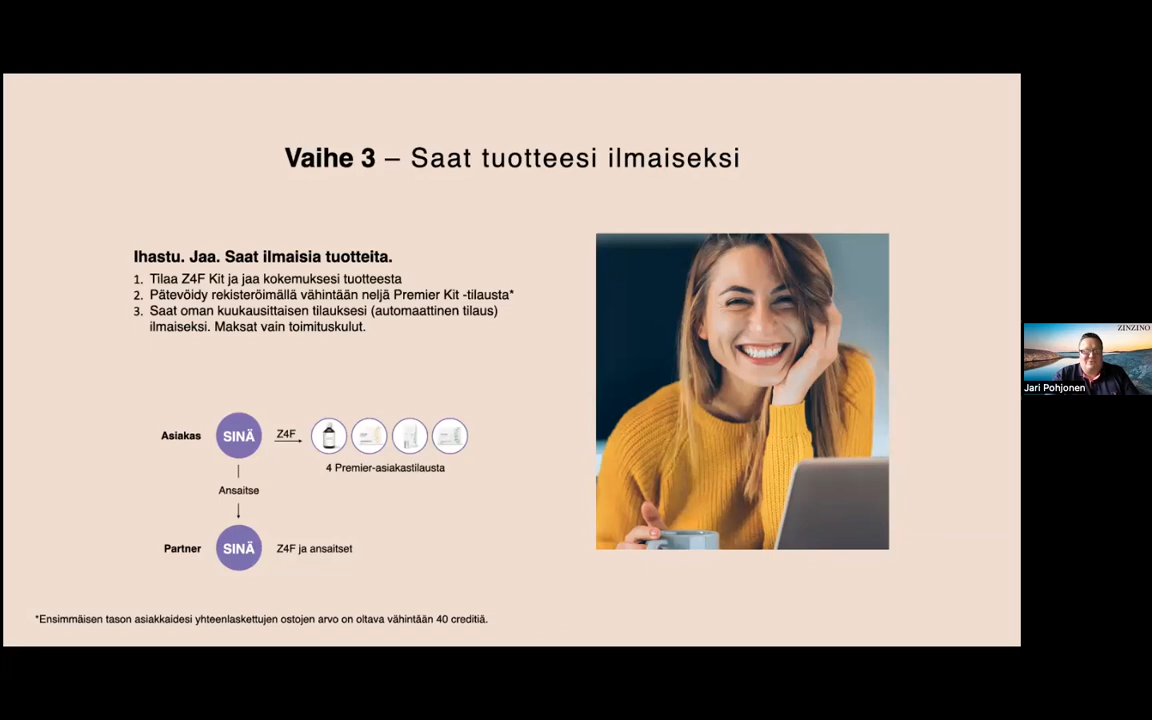 Vaihe 3 – Saat tuotteesi ilmaiseksi
Ihastu. Jaa. Saat ilmaisia tuotteita.
1. Tilaa Z4F Kit ja jaa kokemuksesi tuotteesta
2. Pätevöidy rekisteröimällä vähintään neljä Premier Kit -tilausta*
3. Saat oman kuukausittaisen tilauksesi (automaattinen tilaus)
ilmaiseksi. Maksat vain toimituskulut.
ZINZINO
Jari Pohjonen
Asiakas SINÄ Z4F
4 Premier-asiakastilausta
Ansaitse
Partner SINÄ Z4F ja ansaitset
*Ensimmäisen tason asiakkaidesi yhteenlaskettujen ostojen arvo on oltava vähintään 40 creditiä.